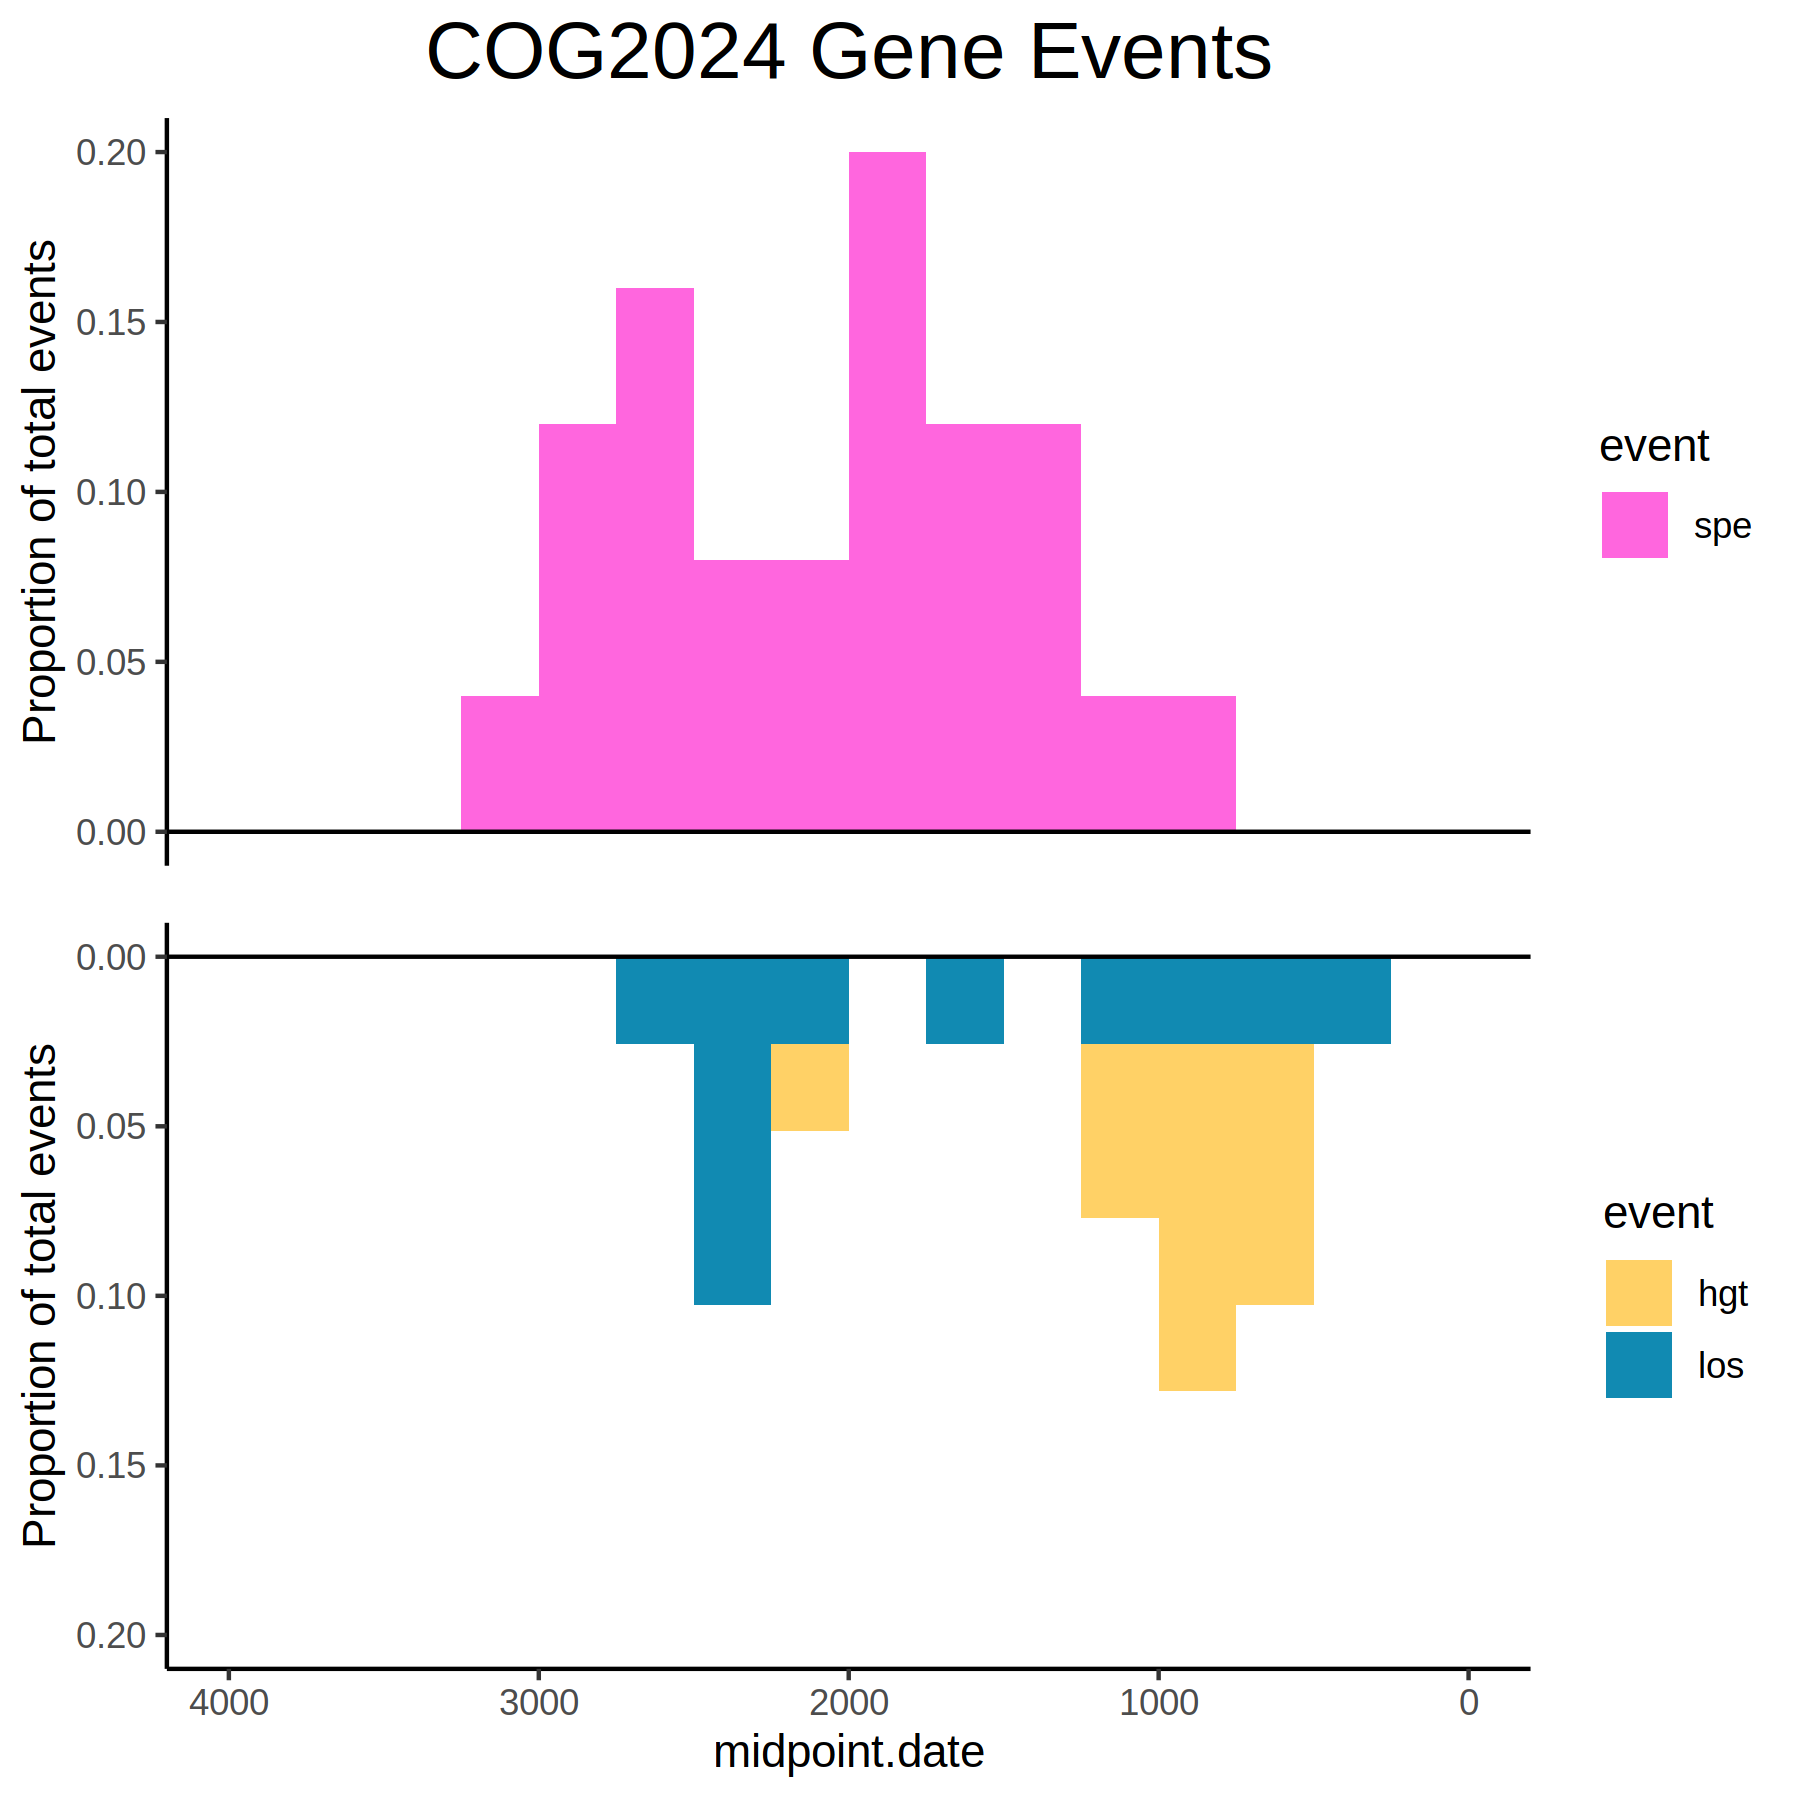 COG2024 Gene Events
Proportion of total events
0.20
0.15
0.10
0.05
0.00
event
spe
Proportion of total events
0.00
0.05
0.10
0.15
0.20
event
hgt
los
4000 3000 2000 1000 0
midpoint.date